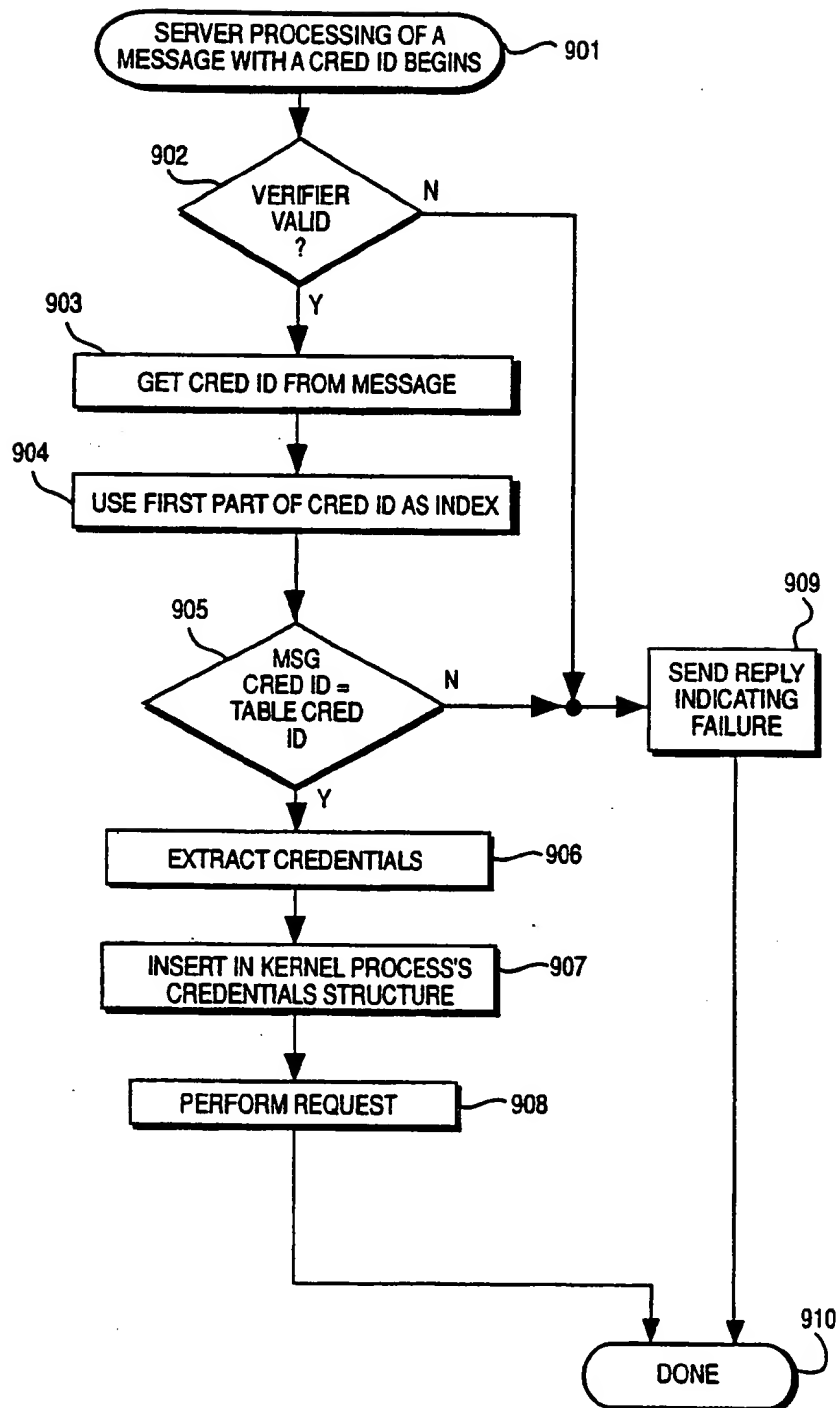 SERVER PROCESSING OF A
MESSAGE WITH A CRED ID BEGINS
901
902
VERIFIER
VALID
?
N
Y
903
GET CRED ID FROM MESSAGE
904
USE FIRST PART OF CRED ID AS INDEX
905
MSG
CRED ID =
TABLE CRED
ID
N
Y
909
SEND REPLY
INDICATING
FAILURE
EXTRACT CREDENTIALS
906
INSERT IN KERNEL PROCESS'S
CREDENTIALS STRUCTURE
907
PERFORM REQUEST
908
910
DONE